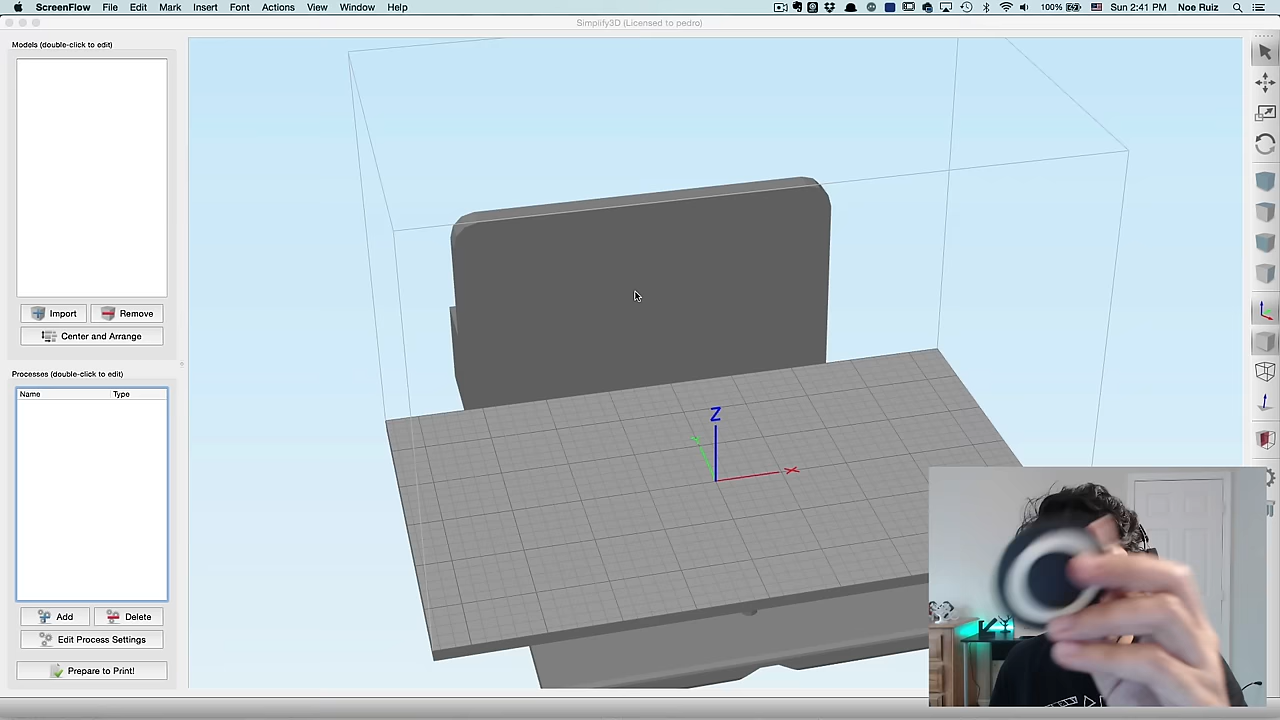 ScreenFlow File Edit Mark Insert Font Actions View Window Help 100% Sun 2:41 PM Noe Ruiz
Simplify3D (Licensed to pedro)
Models (double-click to edit)
Import Remove
Center and Arrange
Processes (double-click to edit)
Name Type
Add Delete
Edit Process Settings
Prepare to Print!
Z
X